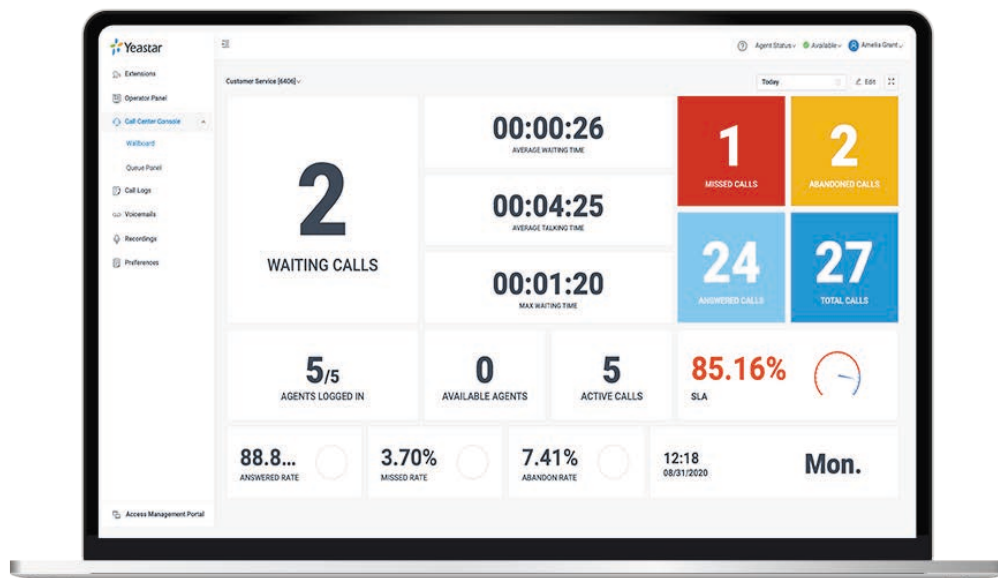 Yeastar
Agent Status
Available
Amelia Grant
Extensions
Operator Panel
Call Center Console
Wallboard
Queue Panel
Call Logs
Voicemails
Recordings
Preferences
Access Management Portal
Customer Service [6406]
Today
Edit
2
WAITING CALLS
00:00:26
AVERAGE WAITING TIME
00:04:25
AVERAGE TALKING TIME
00:01:20
MAX WAITING TIME
1
MISSED CALLS
2
ABANDONED CALLS
24
ANSWERED CALLS
27
TOTAL CALLS
5/5
AGENTS LOGGED IN
0
AVAILABLE AGENTS
5
ACTIVE CALLS
85.16%
SLA
88.8...
ANSWERED RATE
3.70%
MISSED RATE
7.41%
ABANDON RATE
12:18
08/31/2020
Mon.